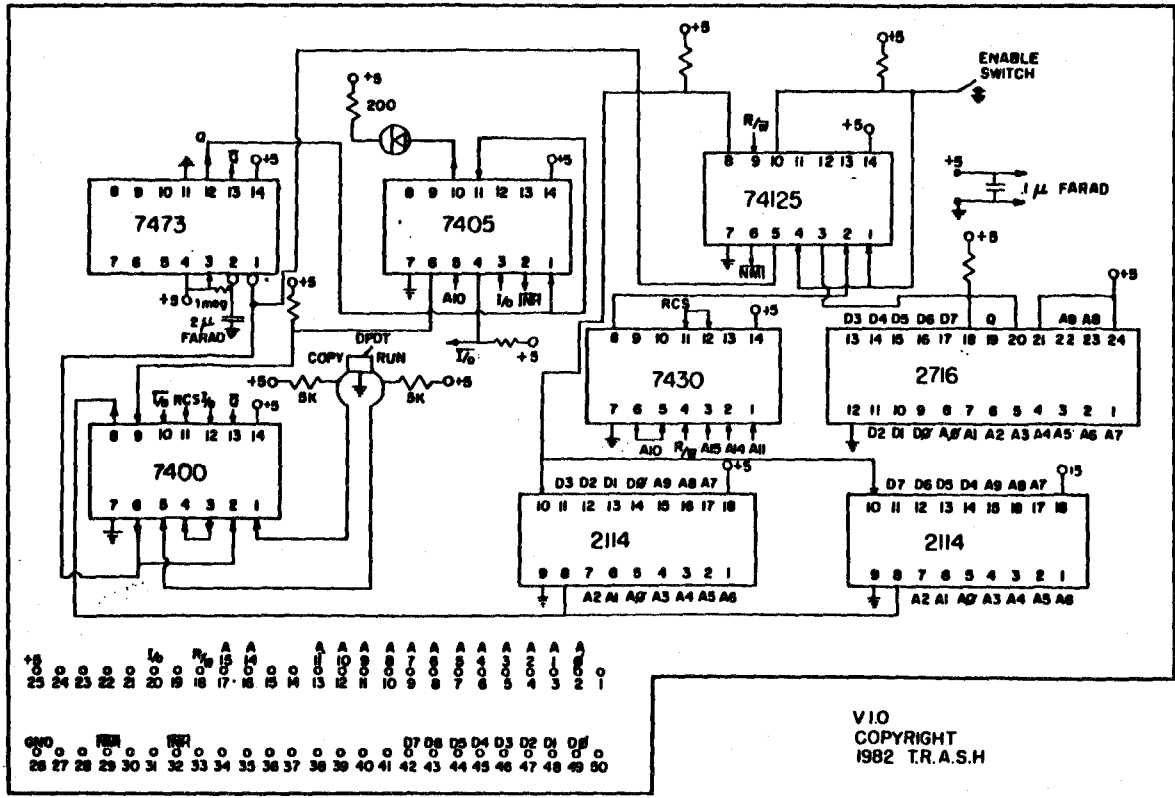 +5
+5
ENABLE
SWITCH
+5
200
R/W̅
+5
Q
Q̅
+5
+5
8 9 10 11 12 13 14
7473
7 6 5 4 3 2 1
8 9 10 11 12 13 14
7405
7 6 5 4 3 2 1
8 9 10 11 12 13 14
74125
7 6 5 4 3 2 1
+5
.1 μ FARAD
+5
+5
1 meg
2 μ
FARAD
+5
A10
I/O
INH
NMI
+5
+5
I/O
+5
DPDT
COPY
RUN
+5
5K
5K
+5
RCS
+5
8 9 10 11 12 13 14
7430
7 6 5 4 3 2 1
A10 R/W̅ A15 A14 A11
D3 D4 D5 D6 D7 Q A9 A8
13 14 15 16 17 18 19 20 21 22 23 24
2716
12 11 10 9 8 7 6 5 4 3 2 1
D2 D1 DØ AØ A1 A2 A3 A4 A5 A6 A7
I/O RCS I/O Q̅ +5
8 9 10 11 12 13 14
7400
7 6 5 4 3 2 1
+5
D3 D2 D1 DØ A9 A8 A7
10 11 12 13 14 15 16 17 18
2114
9 8 7 6 5 4 3 2 1
A2 A1 AØ A3 A4 A5 A6
15
D7 D6 D5 D4 A9 A8 A7
10 11 12 13 14 15 16 17 18
2114
9 8 7 6 5 4 3 2 1
A2 A1 AØ A3 A4 A5 A6
+5 I/O R/W̅ A15 A14 A11 A10 A9 A8 A7 A6 A5 A4 A3 A2 A1 AØ
25 24 23 22 21 20 19 18 17 16 15 14 13 12 11 10 9 8 7 6 5 4 3 2 1
GND INH D7 D6 D5 D4 D3 D2 D1 DØ
26 27 28 29 30 31 32 33 34 35 36 37 38 39 40 41 42 43 44 45 46 47 48 49 50
V1.0
COPYRIGHT
1982 T.R.A.S.H